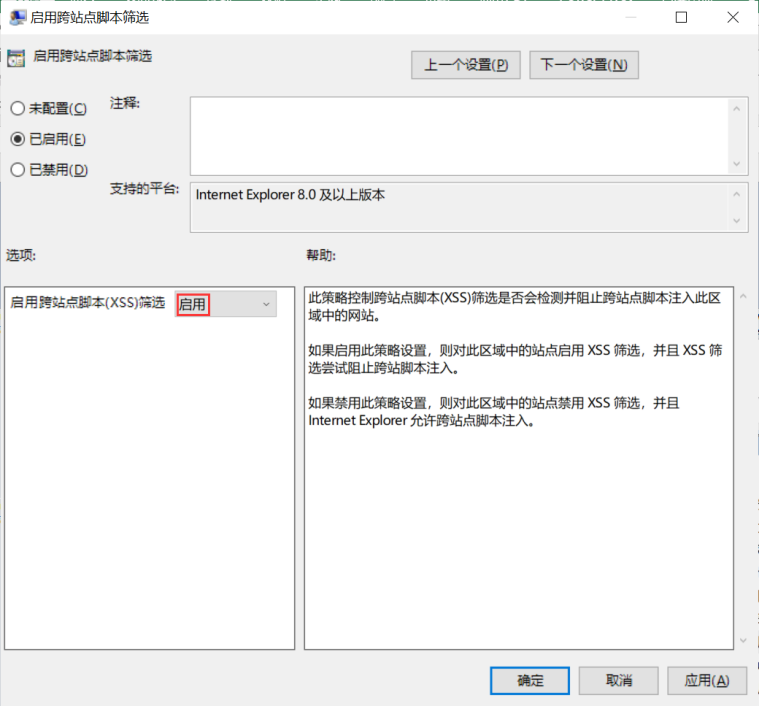 启用跨站点脚本筛选
启用跨站点脚本筛选
上一个设置(P)
下一个设置(N)
未配置(C)
注释:
已启用(E)
已禁用(D)
支持的平台:
Internet Explorer 8.0 及以上版本
选项:
帮助:
启用跨站点脚本(XSS)筛选
启用
此策略控制跨站点脚本(XSS)筛选是否会检测并阻止跨站点脚本注入此区
域中的网站。
如果启用此策略设置，则对此区域中的站点启用 XSS 筛选，并且 XSS 筛
选尝试阻止跨站脚本注入。
如果禁用此策略设置，则对此区域中的站点禁用 XSS 筛选，并且
Internet Explorer 允许跨站点脚本注入。
确定
取消
应用(A)